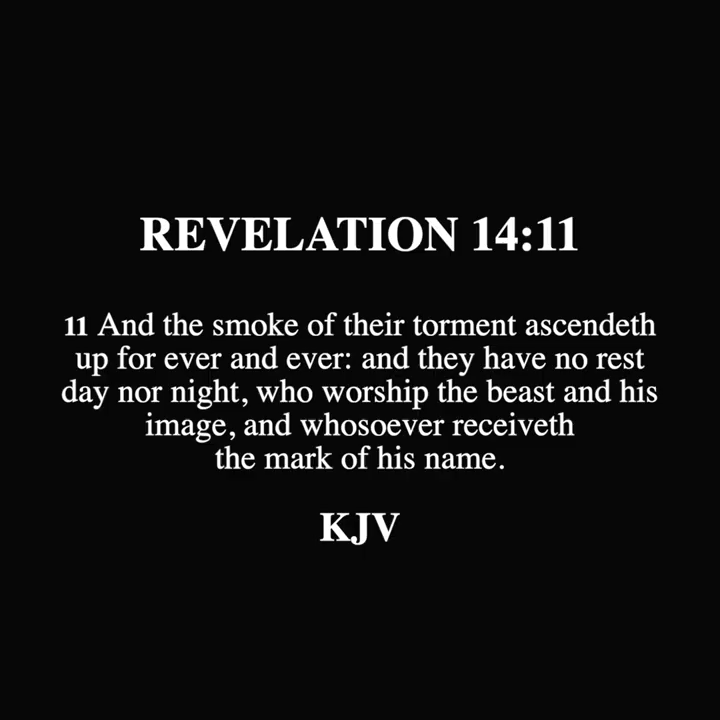 REVELATION 14:11
11 And the smoke of their torment ascendeth
up for ever and ever: and they have no rest
day nor night, who worship the beast and his
image, and whosoever receiveth
the mark of his name.
KJV